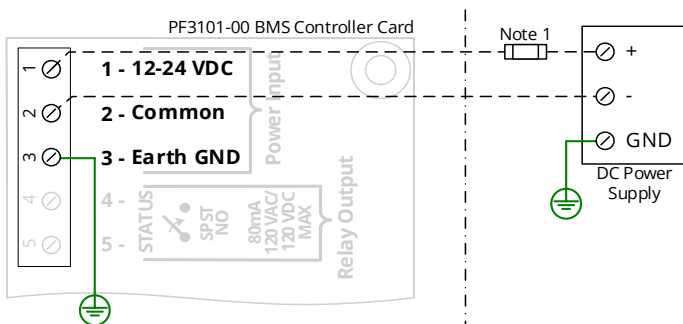 PF3101-00 BMS Controller Card
Note 1
1
1 - 12-24 VDC
+
2
2 - Common
-
3
3 - Earth GND
GND
Power Input
DC Power
Supply
4
4 -
5
5 -
STATUS
SPST
NO
80mA
120 VAC/
120 VDC
MAX
Relay Output